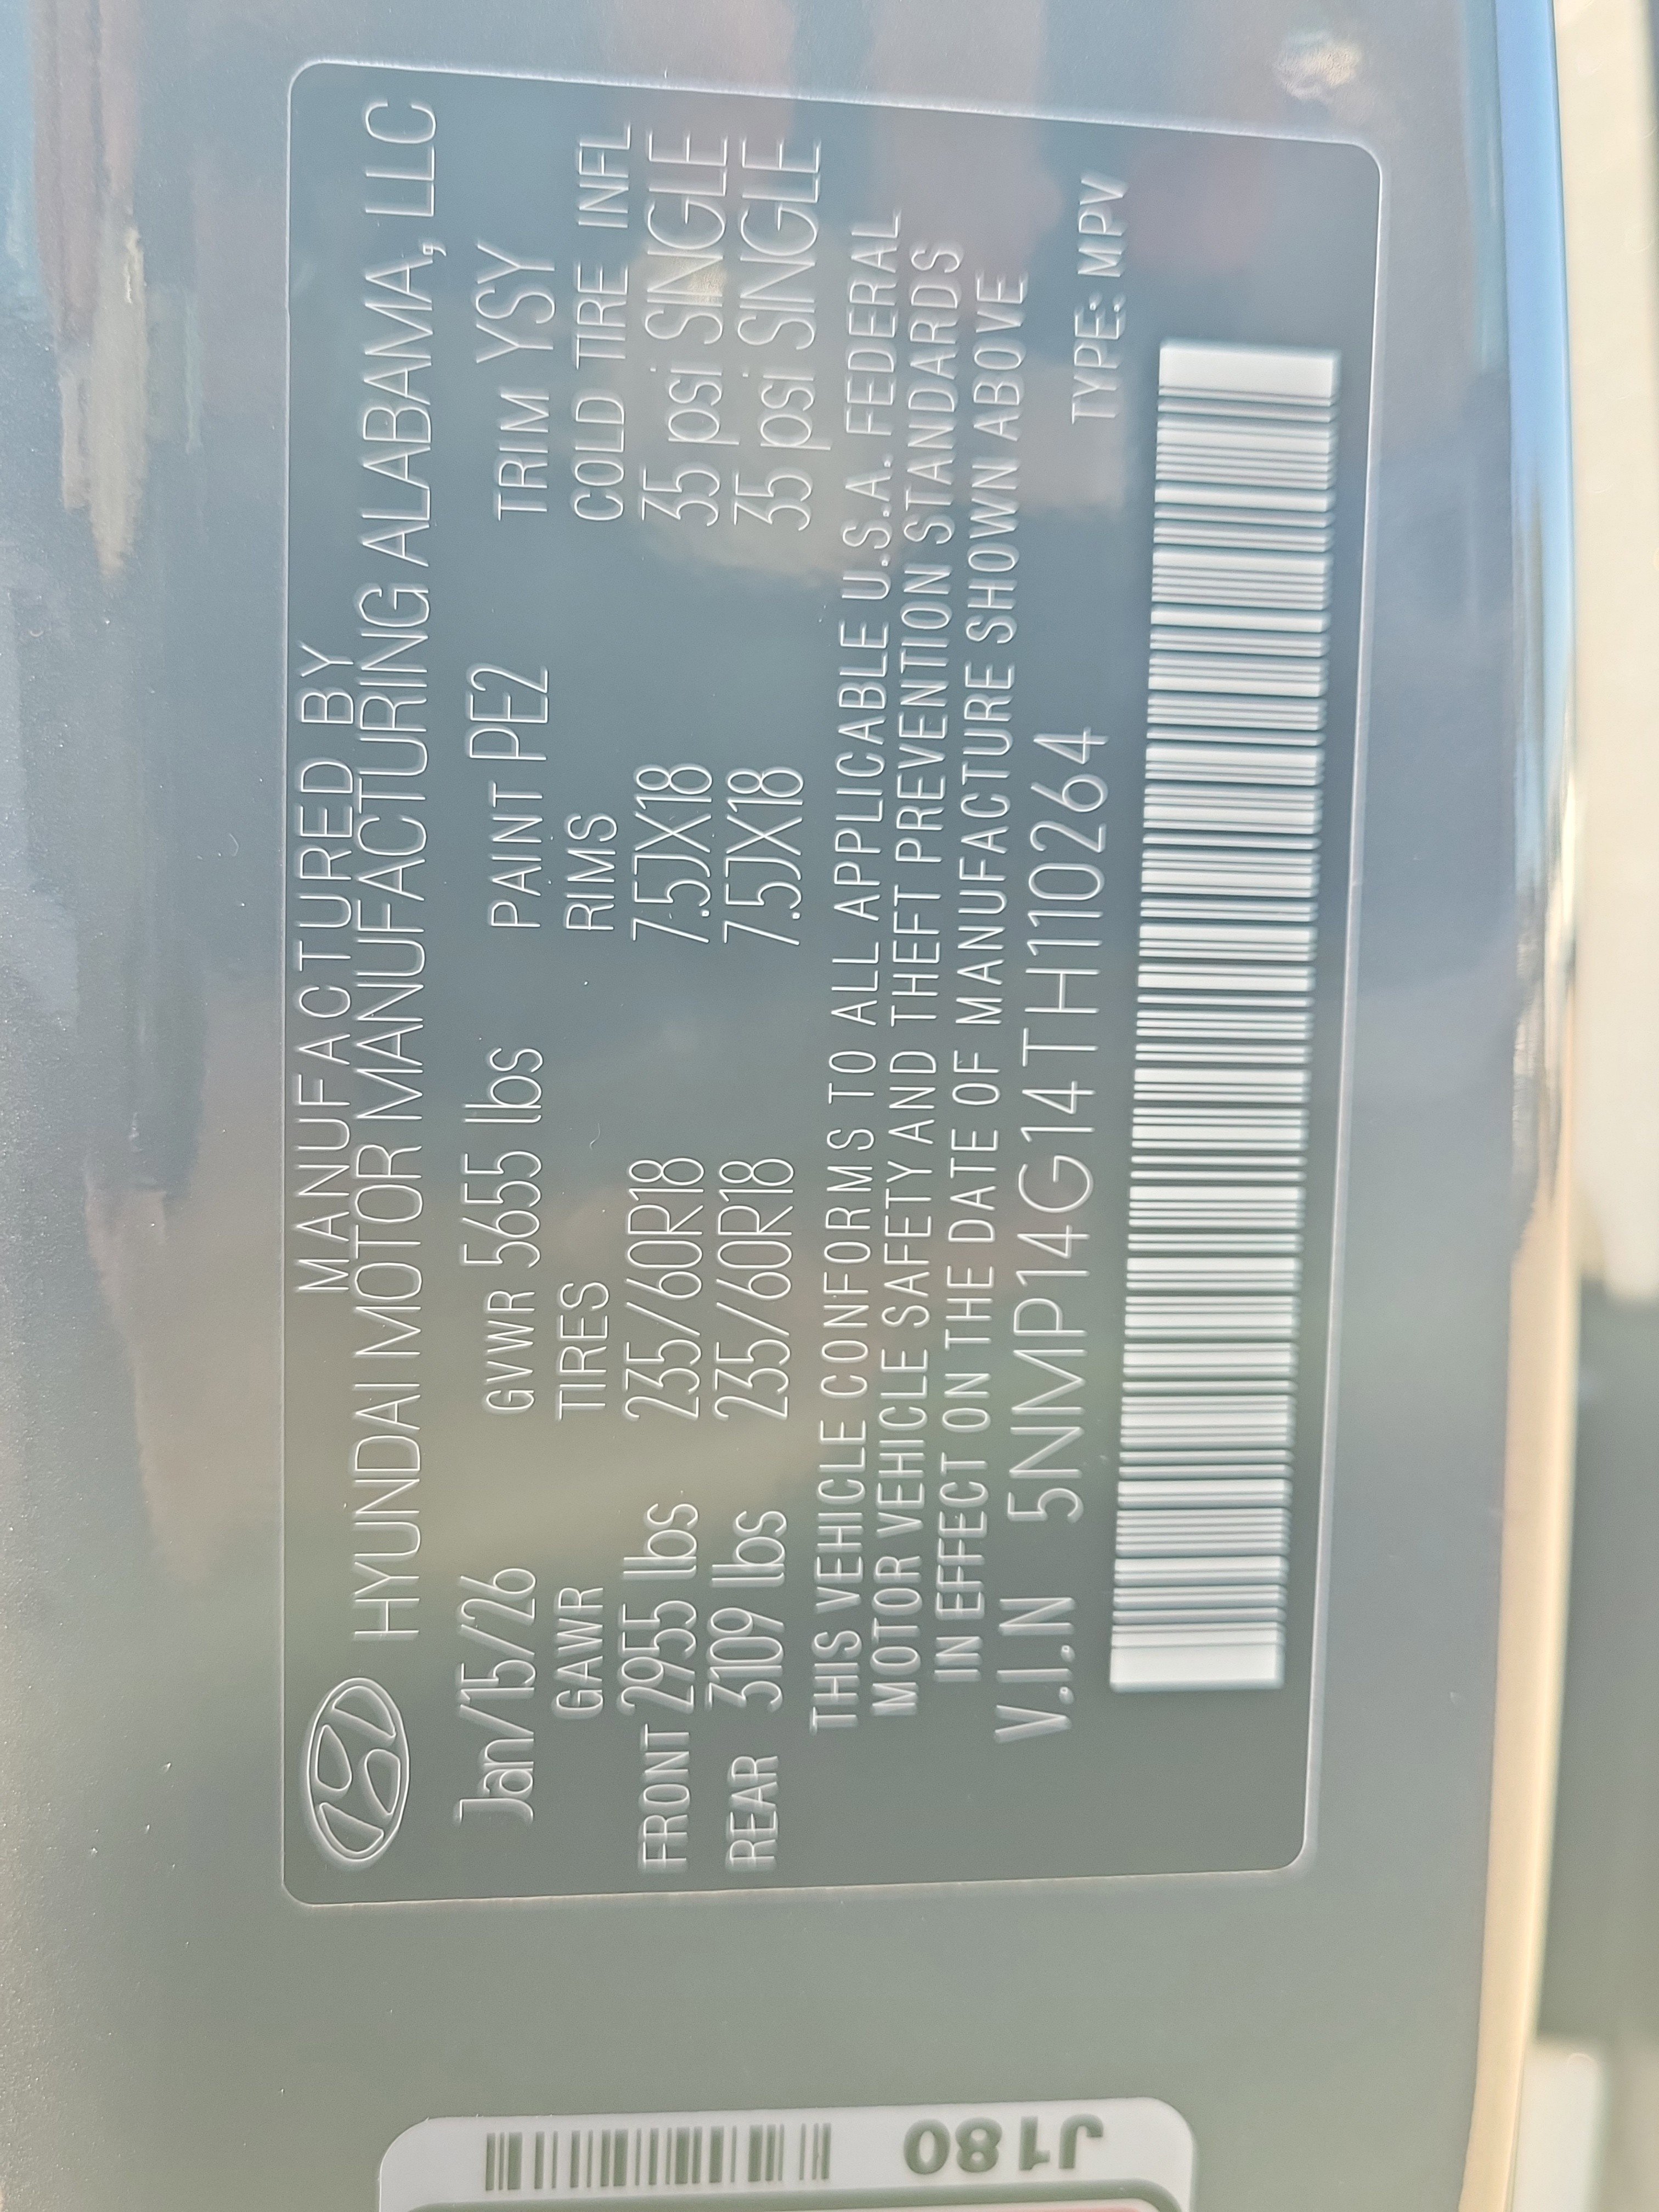 MANUFACTURED BY
HYUNDAI MOTOR MANUFACTURING ALABAMA, LLC
Jan/15/26 GVWR 5655 lbs PAINT PE2 TRIM YSY
GAWR TIRES RIMS COLD TIRE INFL
FRONT 2955 lbs 235/60R18 7.5JX18 35 psi SINGLE
REAR 3109 lbs 235/60R18 7.5JX18 35 psi SINGLE
THIS VEHICLE CONFORMS TO ALL APPLICABLE U.S.A. FEDERAL
MOTOR VEHICLE SAFETY AND THEFT PREVENTION STANDARDS
IN EFFECT ON THE DATE OF MANUFACTURE SHOWN ABOVE
V.I.N 5NMP14G14TH110264 TYPE: MPV
J180